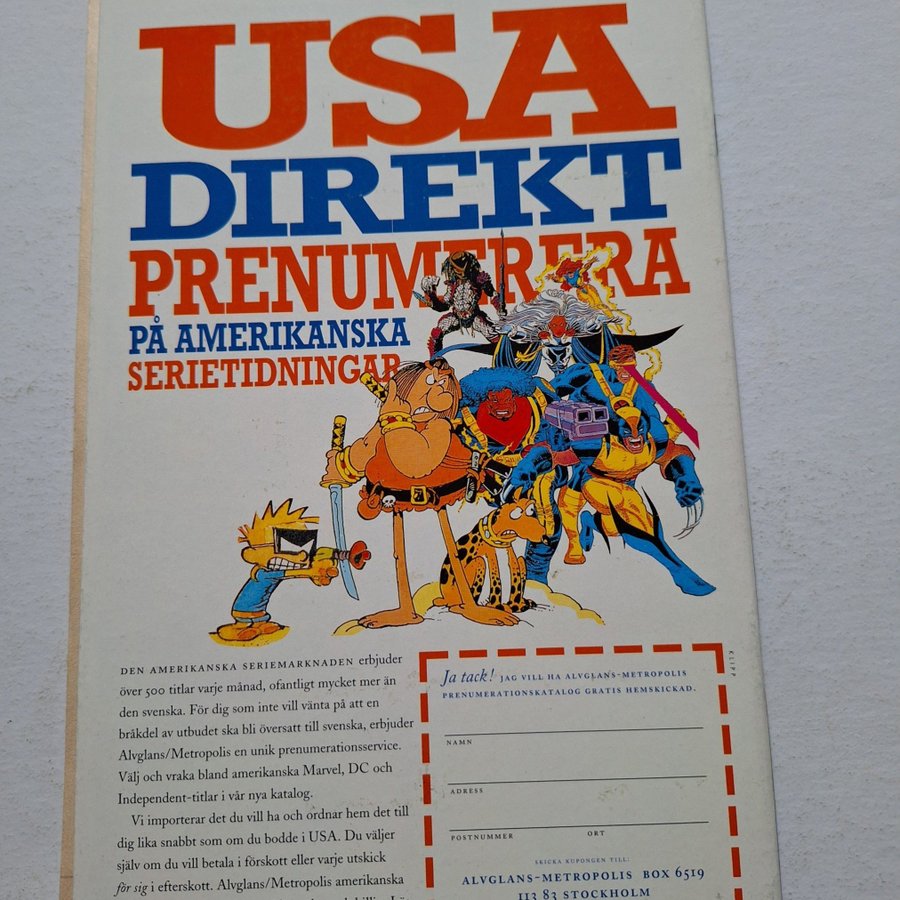 USA
DIREKT
PRENUMERERA
PÅ AMERIKANSKA
SERIETIDNINGAR
DEN AMERIKANSKA SERIEMARKNADEN erbjuder
över 500 titlar varje månad, ofantligt mycket mer än
den svenska. För dig som inte vill vänta på att en
bråkdel av utbudet ska bli översatt till svenska, erbjuder
Alvglans/Metropolis en unik prenumerationsservice.
Välj och vraka bland amerikanska Marvel, DC och
Independent-titlar i vår nya katalog.
Vi importerar det du vill ha och ordnar hem det till
dig lika snabbt som om du bodde i USA. Du väljer
själv om du vill betala i förskott eller varje utskick
för sig i efterskott. Alvglans/Metropolis amerikanska
KLIPP
Ja tack! JAG VILL HA ALVGLANS-METROPOLIS
PRENUMERATIONSKATALOG GRATIS HEMSKICKAD.
NAMN
ADRESS
POSTNUMMER ORT
SKICKA KUPONGEN TILL:
ALVGLANS-METROPOLIS BOX 6519
113 83 STOCKHOLM